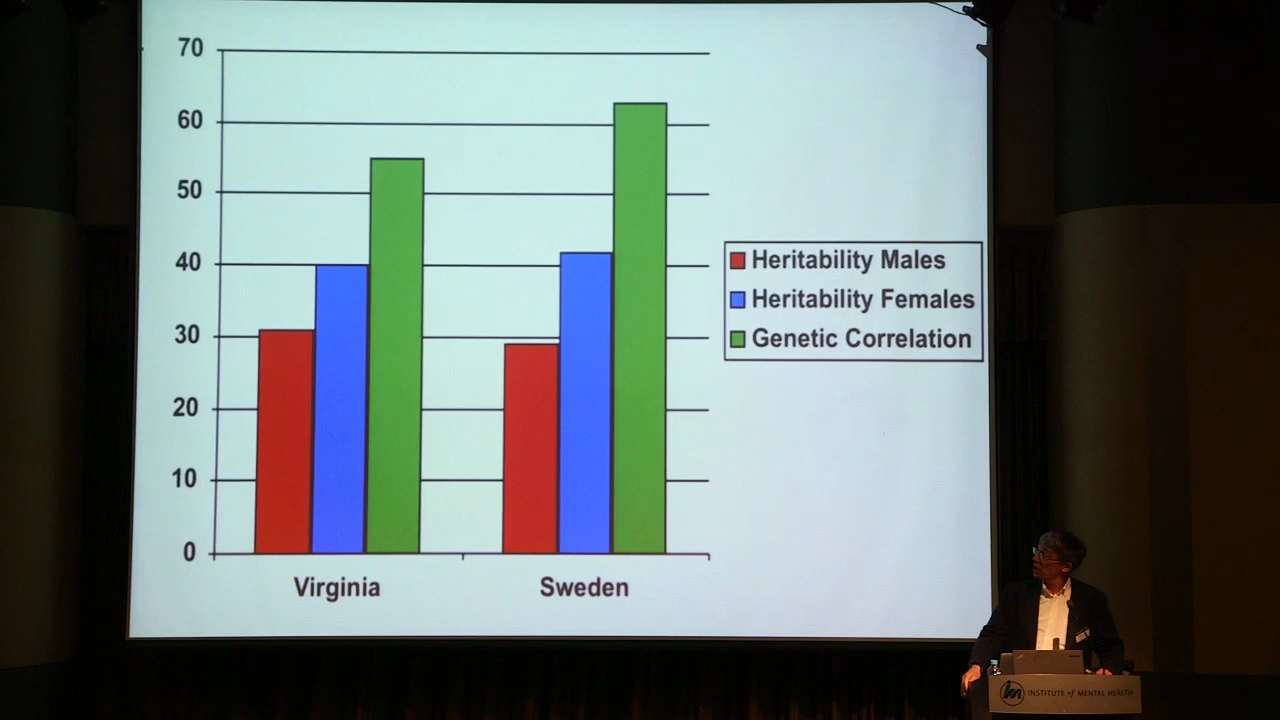 70
60
50
40
30
20
10
0
Virginia
Sweden
Heritability Males
Heritability Females
Genetic Correlation
im INSTITUTE of MENTAL HEALTH